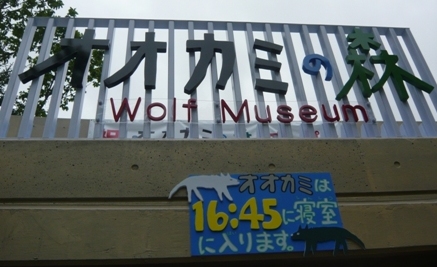 オオカミの森
Wolf Museum
オオカミは
16:45に寝室
に入ります。